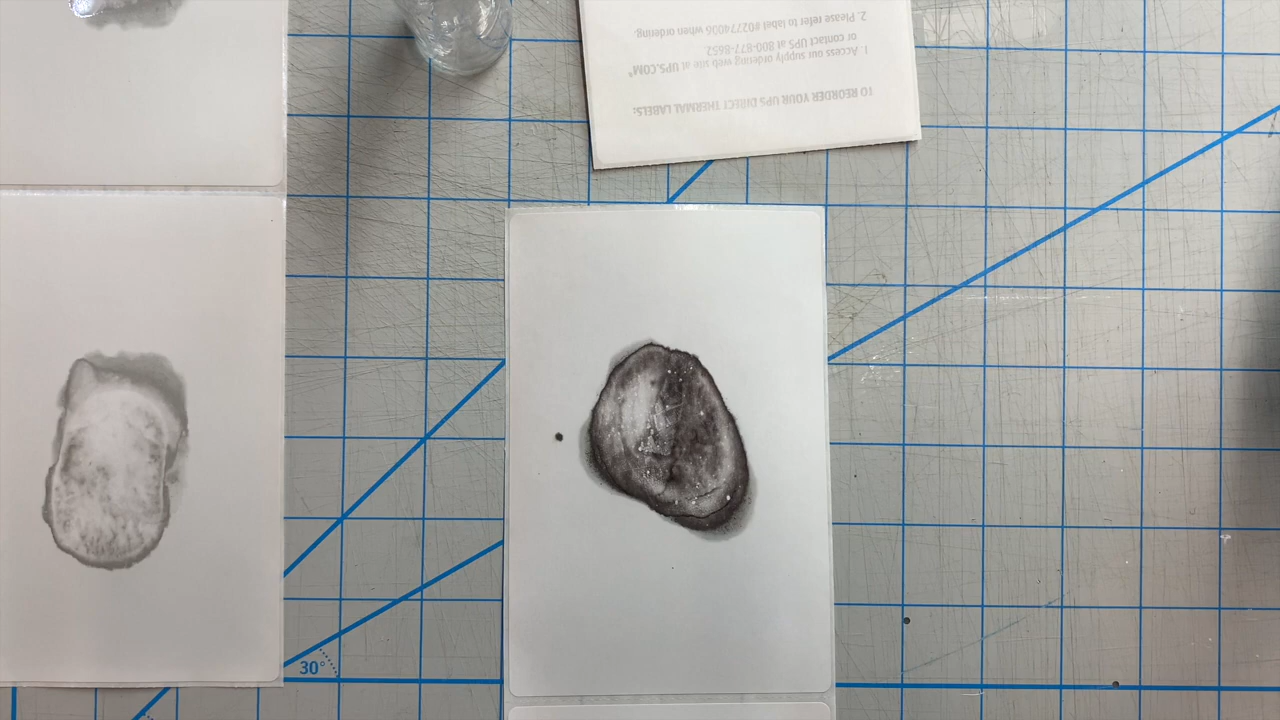 TO REORDER YOUR UPS DIRECT THERMAL LABELS:
1. Access our supply ordering web site at UPS.COM®
or contact UPS at 800-877-8652
2. Please refer to label #02774006 when ordering.
30°